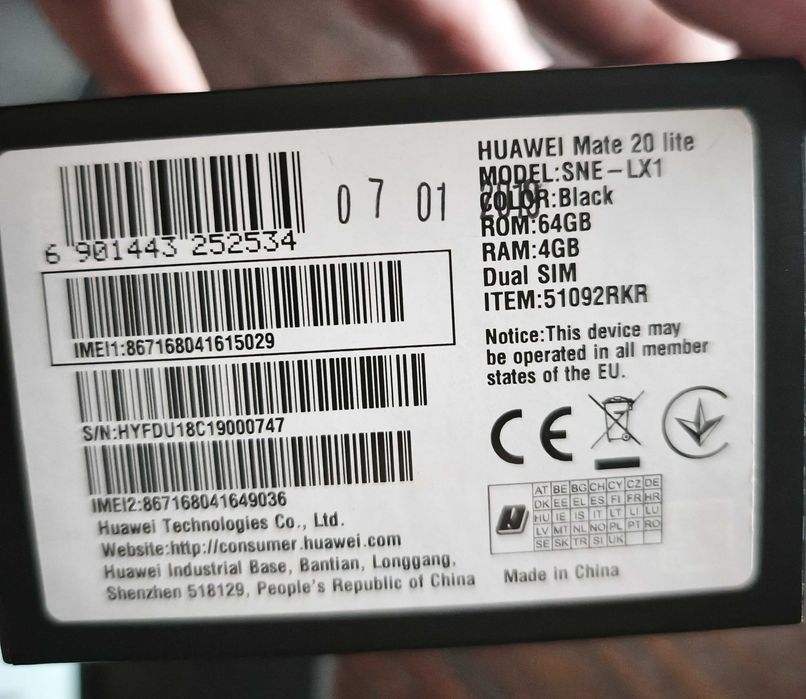 6 901443 252534
07 01 2019
IMEI1:867168041615029
S/N:HYFDU18C19000747
IMEI2:867168041649036
Huawei Technologies Co., Ltd.
Website:http://consumer.huawei.com
Huawei Industrial Base, Bantian, Longgang,
Shenzhen 518129, People's Republic of China
HUAWEI Mate 20 lite
MODEL:SNE-LX1
COLOR:Black
ROM:64GB
RAM:4GB
Dual SIM
ITEM:51092RKR
Notice:This device may
be operated in all member
states of the EU.
CE
AT BE BG CH CY CZ DE
DK EE EL ES FI FR HR
HU IE IS IT LT LI LU
LV MT NL NO PL PT RO
SE SK TR SI UK
Made in China